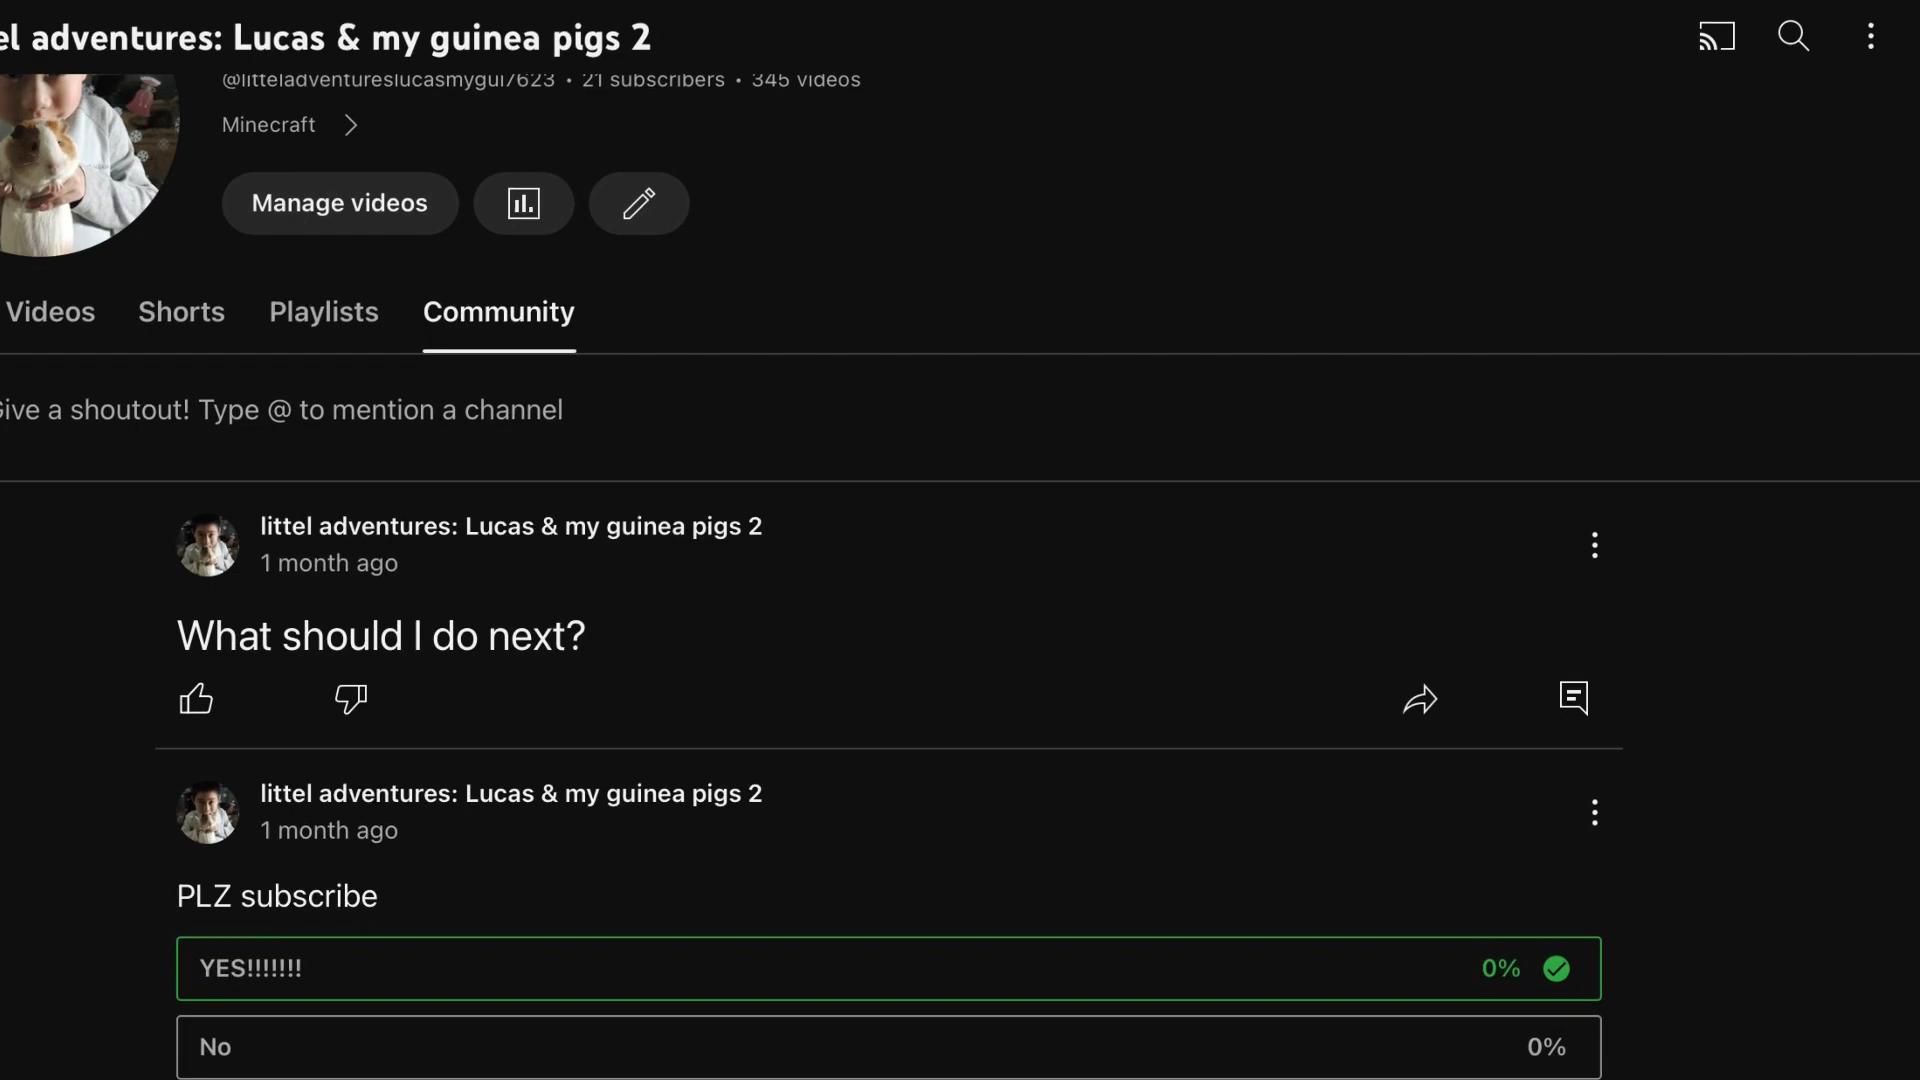 el adventures: Lucas & my guinea pigs 2
@litteladventureslucasmygui7623 • 21 subscribers • 345 videos
Minecraft
Manage videos
Videos Shorts Playlists Community
Give a shoutout! Type @ to mention a channel
littel adventures: Lucas & my guinea pigs 2
1 month ago
What should I do next?
littel adventures: Lucas & my guinea pigs 2
1 month ago
PLZ subscribe
YES!!!!!!! 0%
No 0%